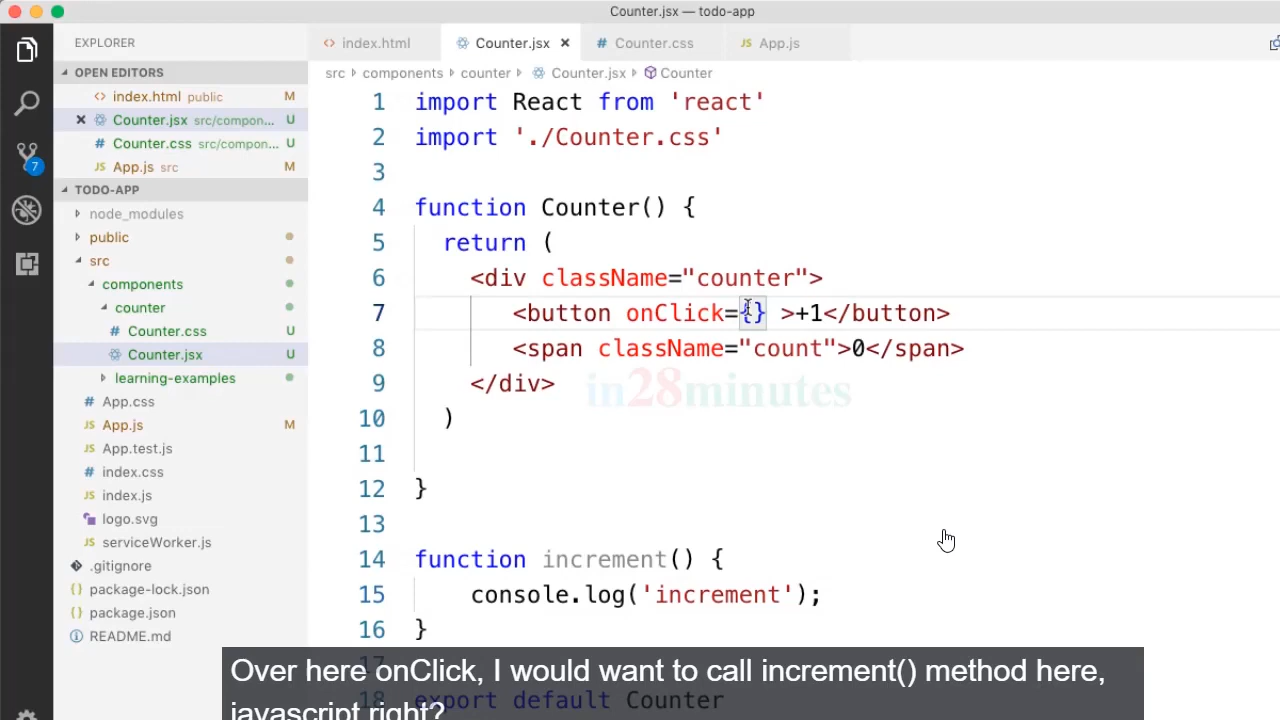 Counter.jsx — todo-app
EXPLORER
OPEN EDITORS
index.html public M
Counter.jsx src/compon... U
Counter.css src/compon... U
App.js src M
7
TODO-APP
node_modules
public
src
components
counter
Counter.css U
Counter.jsx U
learning-examples
App.css
App.js M
App.test.js
index.css
index.js
logo.svg
serviceWorker.js
.gitignore
package-lock.json
package.json
README.md
index.html Counter.jsx Counter.css App.js
src components counter Counter.jsx Counter
1 import React from 'react'
2 import './Counter.css'
3
4 function Counter() {
5 return (
6 <div className="counter">
7 <button onClick={} >+1</button>
8 <span className="count">0</span>
9 </div>
in28minutes
10 )
11
12 }
13
14 function increment() {
15 console.log('increment');
16 }
17
18 export default Counter
Over here onClick, I would want to call increment() method here,
javascript right?